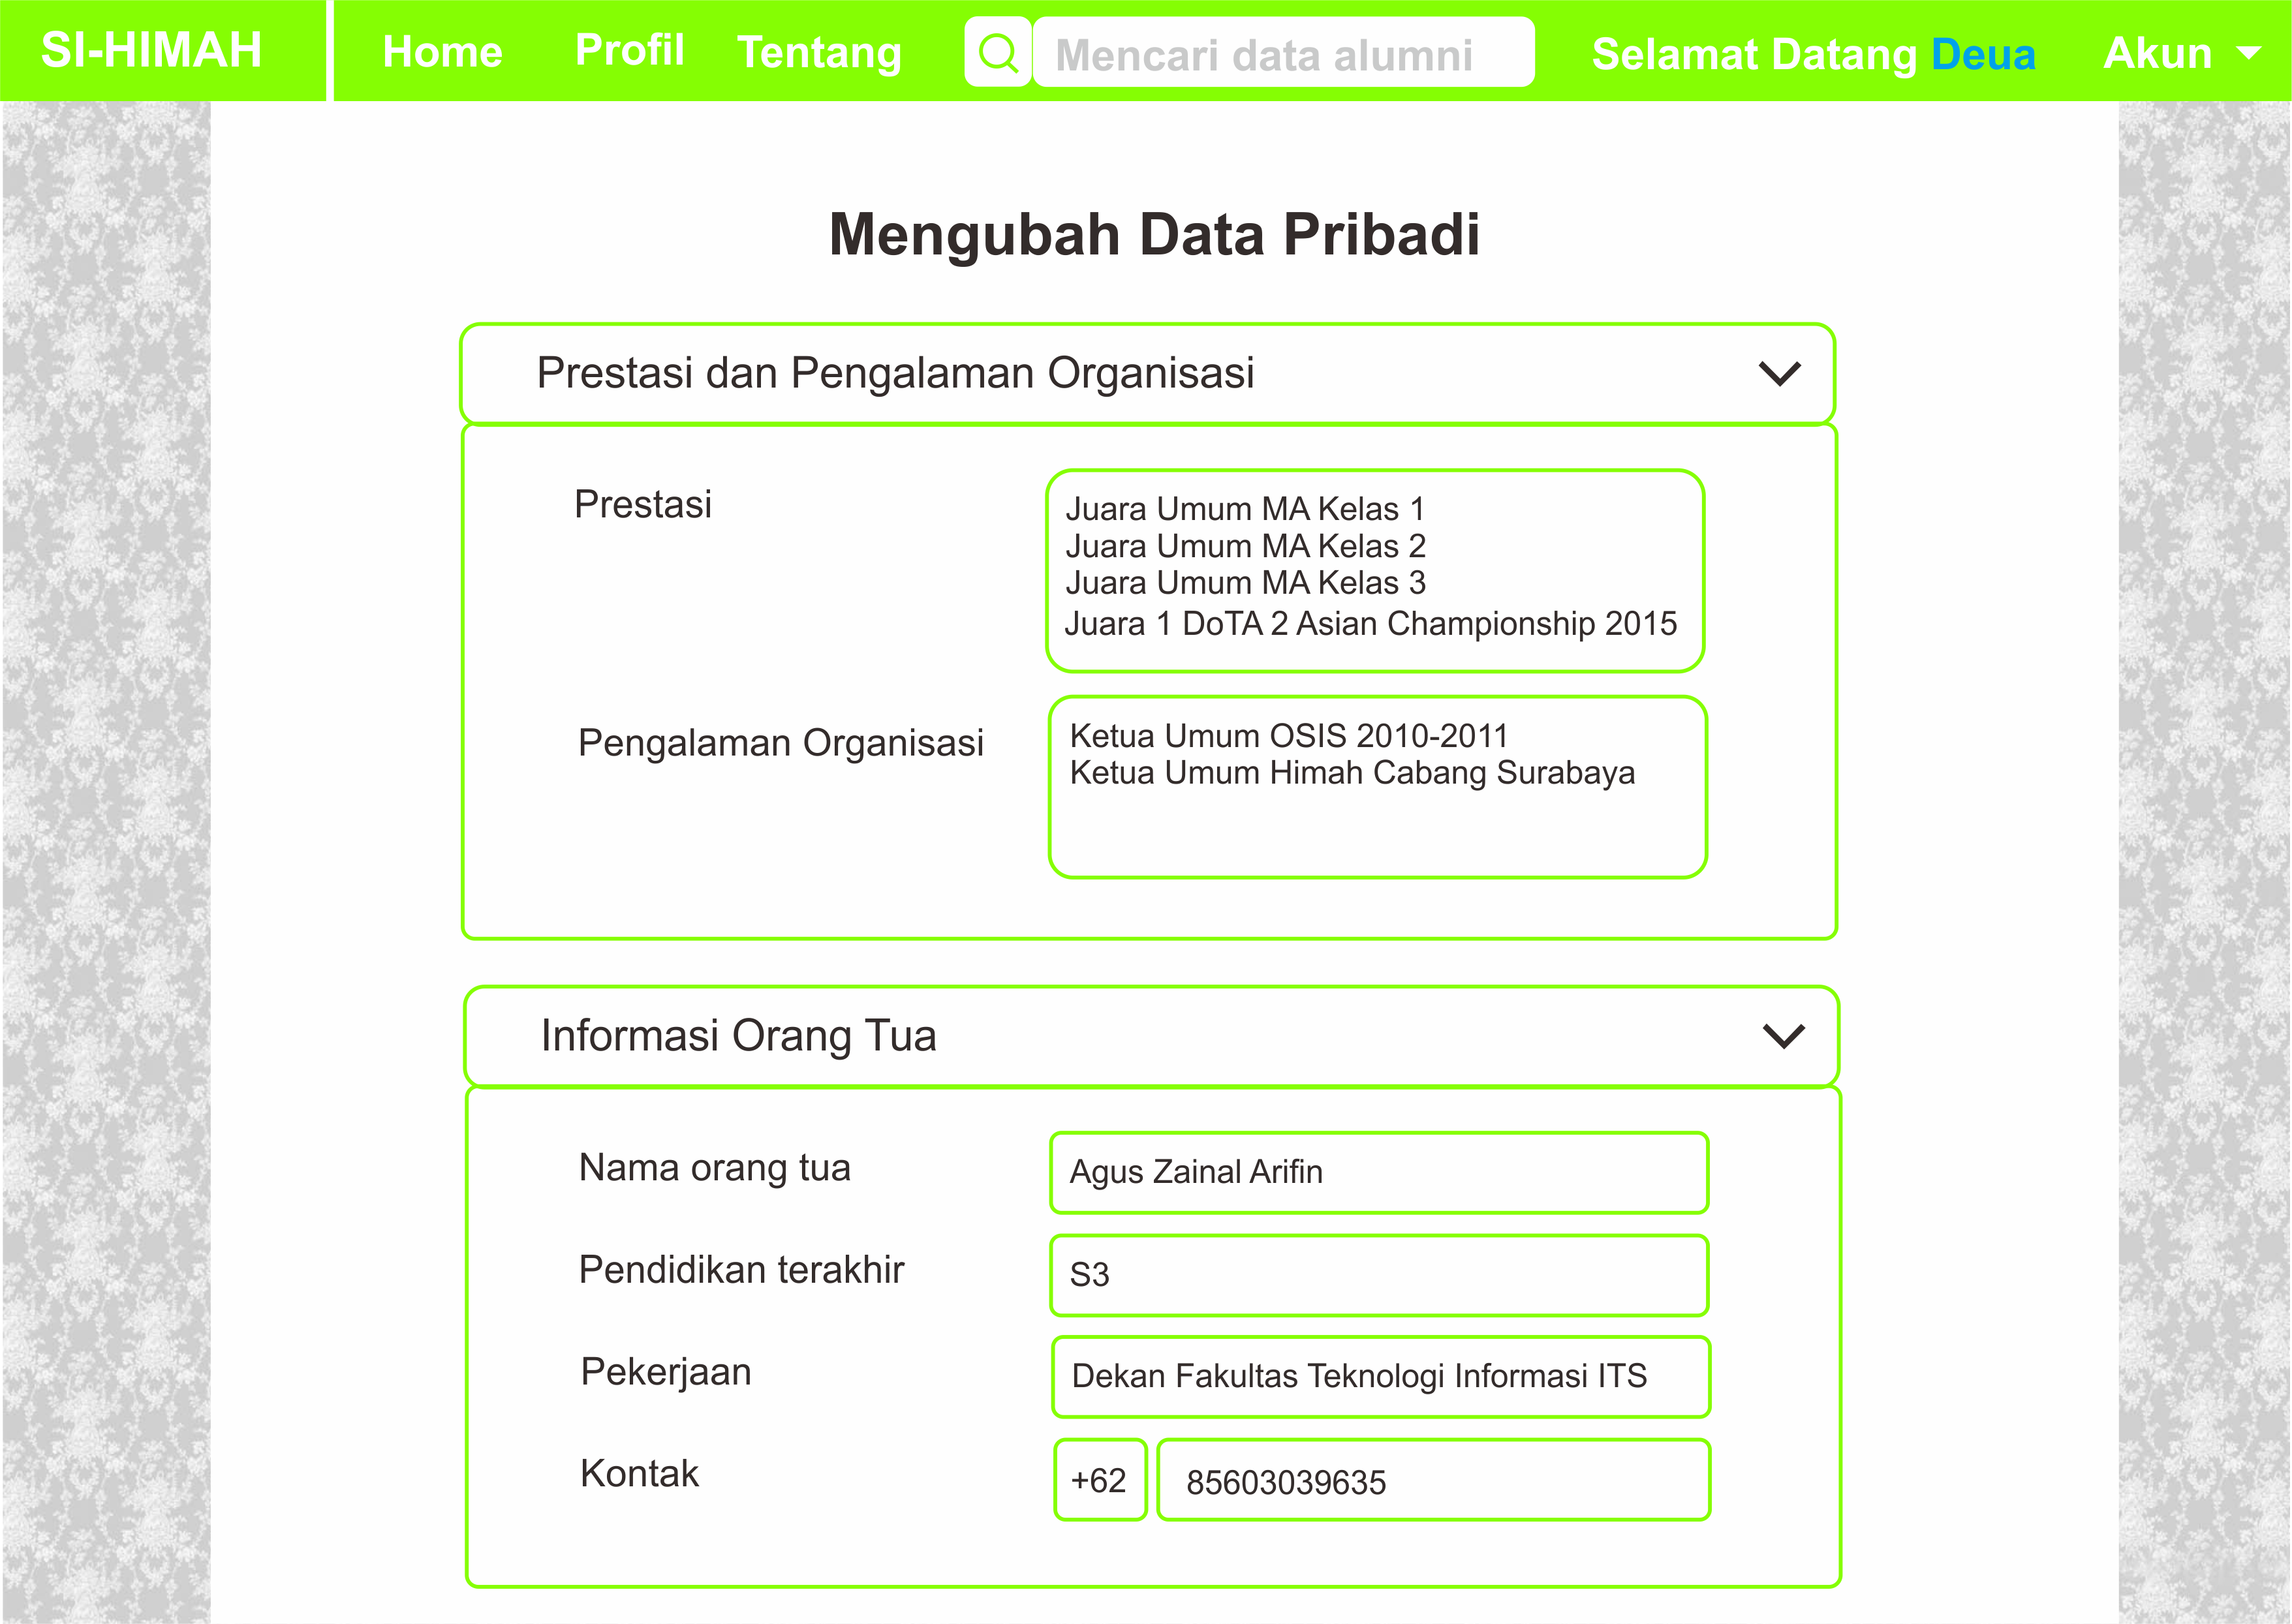 SI-HIMAH Home Profil Tentang Mencari data alumni Selamat Datang Deua Akun
Mengubah Data Pribadi
Prestasi dan Pengalaman Organisasi
Prestasi
Juara Umum MA Kelas 1
Juara Umum MA Kelas 2
Juara Umum MA Kelas 3
Juara 1 DoTA 2 Asian Championship 2015
Pengalaman Organisasi
Ketua Umum OSIS 2010-2011
Ketua Umum Himah Cabang Surabaya
Informasi Orang Tua
Nama orang tua Agus Zainal Arifin
Pendidikan terakhir S3
Pekerjaan Dekan Fakultas Teknologi Informasi ITS
Kontak +62 85603039635